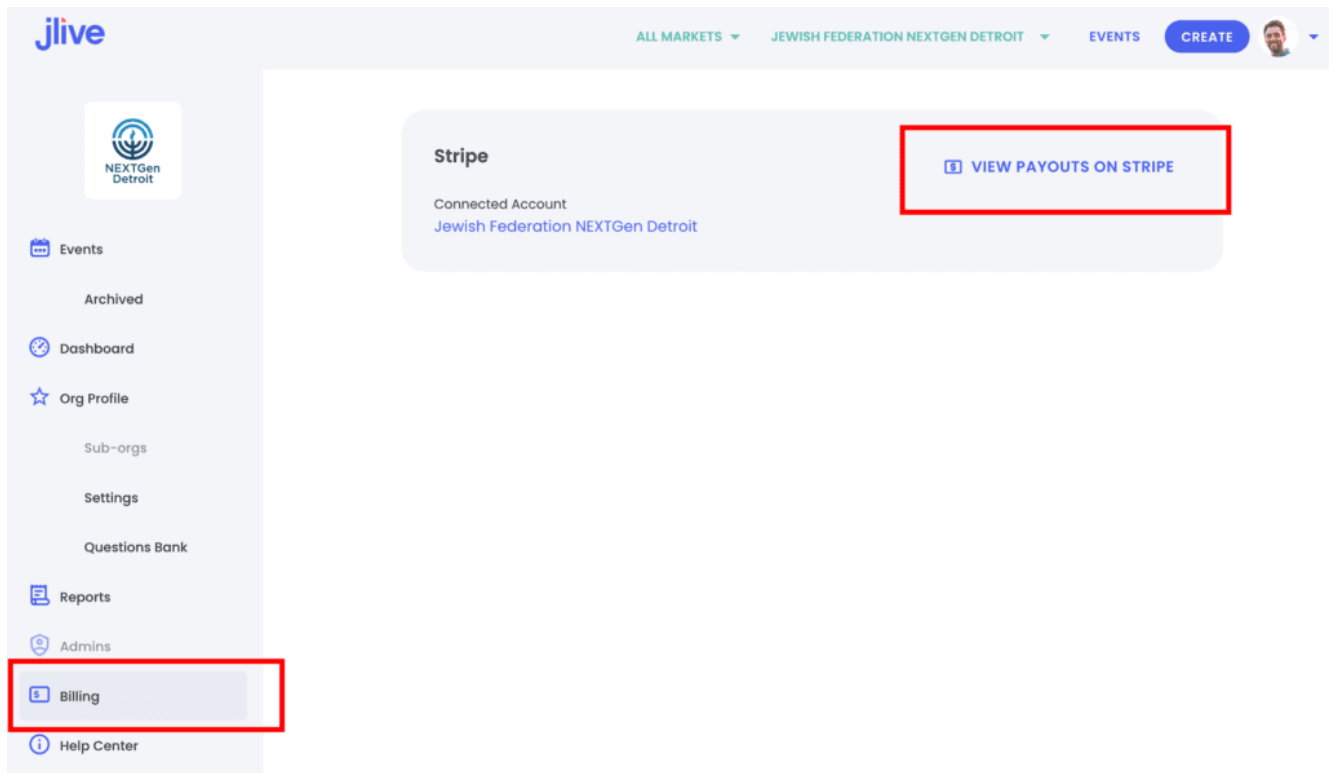 jlive
ALL MARKETS
JEWISH FEDERATION NEXTGEN DETROIT
EVENTS
CREATE
NEXTGen
Detroit
Events
Archived
Dashboard
Org Profile
Sub-orgs
Settings
Questions Bank
Reports
Admins
$ Billing
Help Center
Stripe
Connected Account
Jewish Federation NEXTGen Detroit
$ VIEW PAYOUTS ON STRIPE